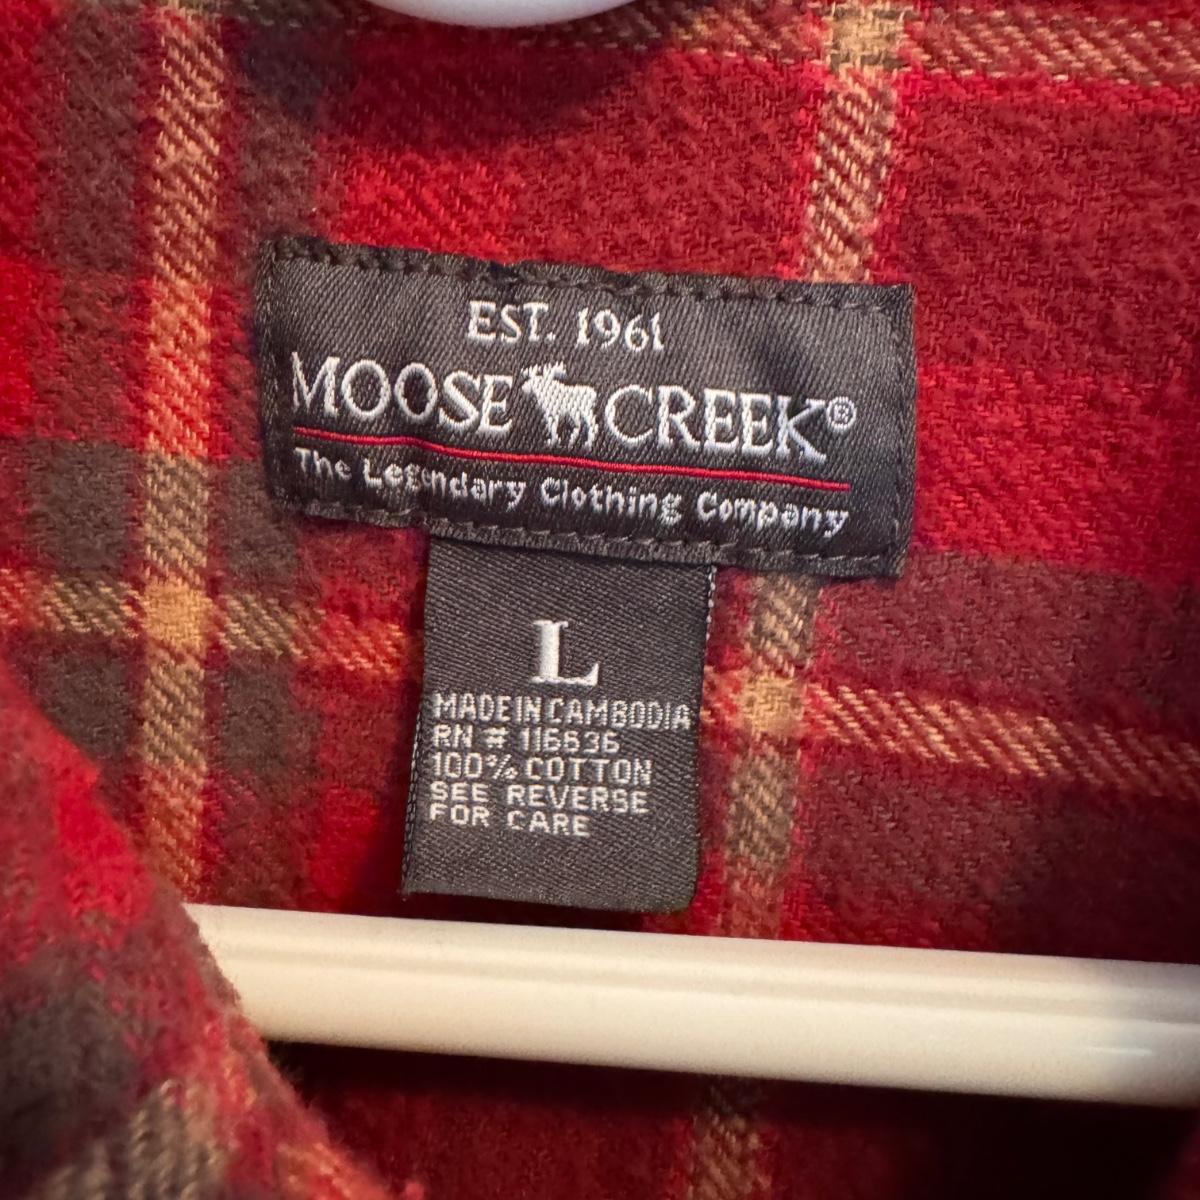 EST. 1961
MOOSE CREEK®
The Legendary Clothing Company
L
MADE IN CAMBODIA
RN # 116636
100% COTTON
SEE REVERSE
FOR CARE